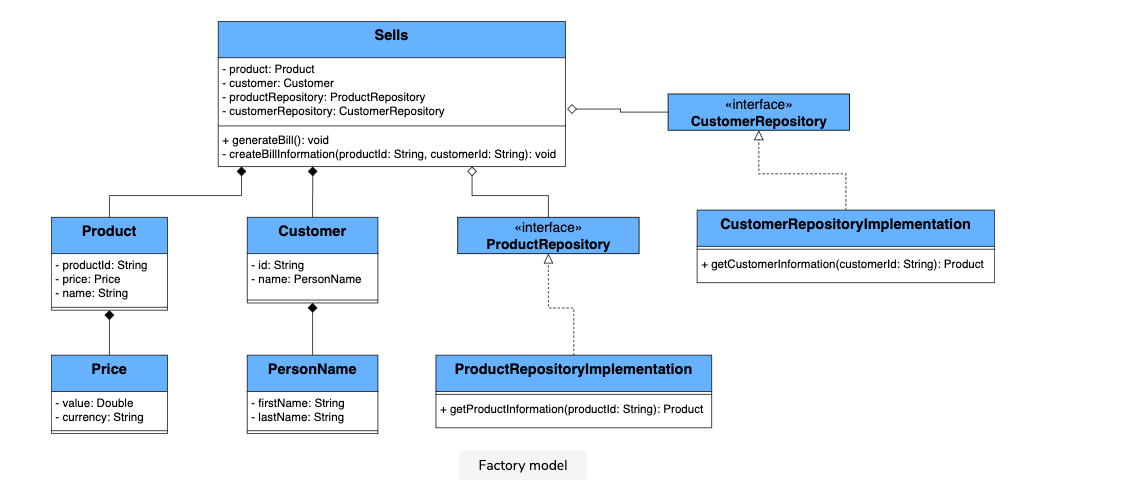 Sells
- product: Product
- customer: Customer
- productRepository: ProductRepository
- customerRepository: CustomerRepository
+ generateBill(): void
- createBillInformation(productId: String, customerId: String): void
«interface»
CustomerRepository
Product
- productId: String
- price: Price
- name: String
Customer
- id: String
- name: PersonName
«interface»
ProductRepository
CustomerRepositoryImplementation
+ getCustomerInformation(customerId: String): Product
Price
- value: Double
- currency: String
PersonName
- firstName: String
- lastName: String
ProductRepositoryImplementation
+ getProductInformation(productId: String): Product
Factory model